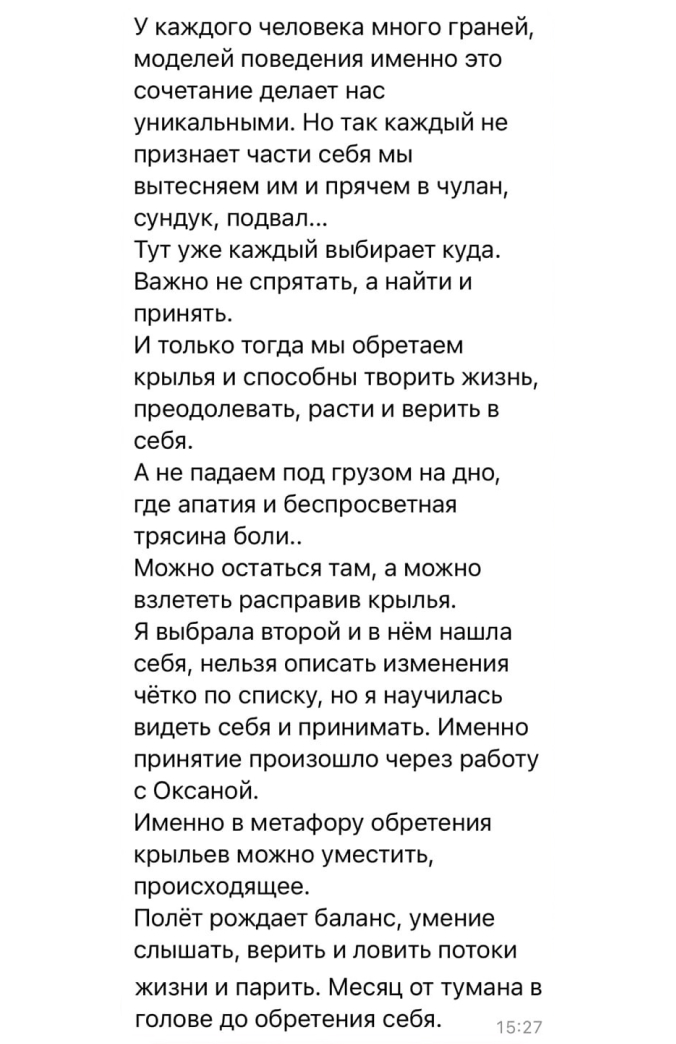 У каждого человека много граней,
моделей поведения именно это
сочетание делает нас
уникальными. Но так каждый не
признает части себя мы
вытесняем им и прячем в чулан,
сундук, подвал...
Тут уже каждый выбирает куда.
Важно не спрятать, а найти и
принять.
И только тогда мы обретаем
крылья и способны творить жизнь,
преодолевать, расти и верить в
себя.
А не падаем под грузом на дно,
где апатия и беспросветная
трясина боли..
Можно остаться там, а можно
взлететь расправив крылья.
Я выбрала второй и в нём нашла
себя, нельзя описать изменения
чётко по списку, но я научилась
видеть себя и принимать. Именно
принятие произошло через работу
с Оксаной.
Именно в метафору обретения
крыльев можно уместить,
происходящее.
Полёт рождает баланс, умение
слышать, верить и ловить потоки
жизни и парить. Месяц от тумана в
голове до обретения себя.
15:27